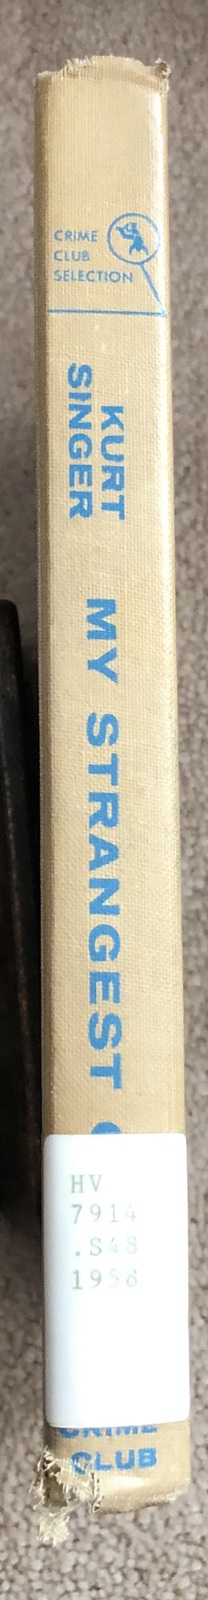 CRIME
CLUB
SELECTION
KURT
SINGER
MY STRANGEST
HV
7914
.S48
1958
CRIME
CLUB